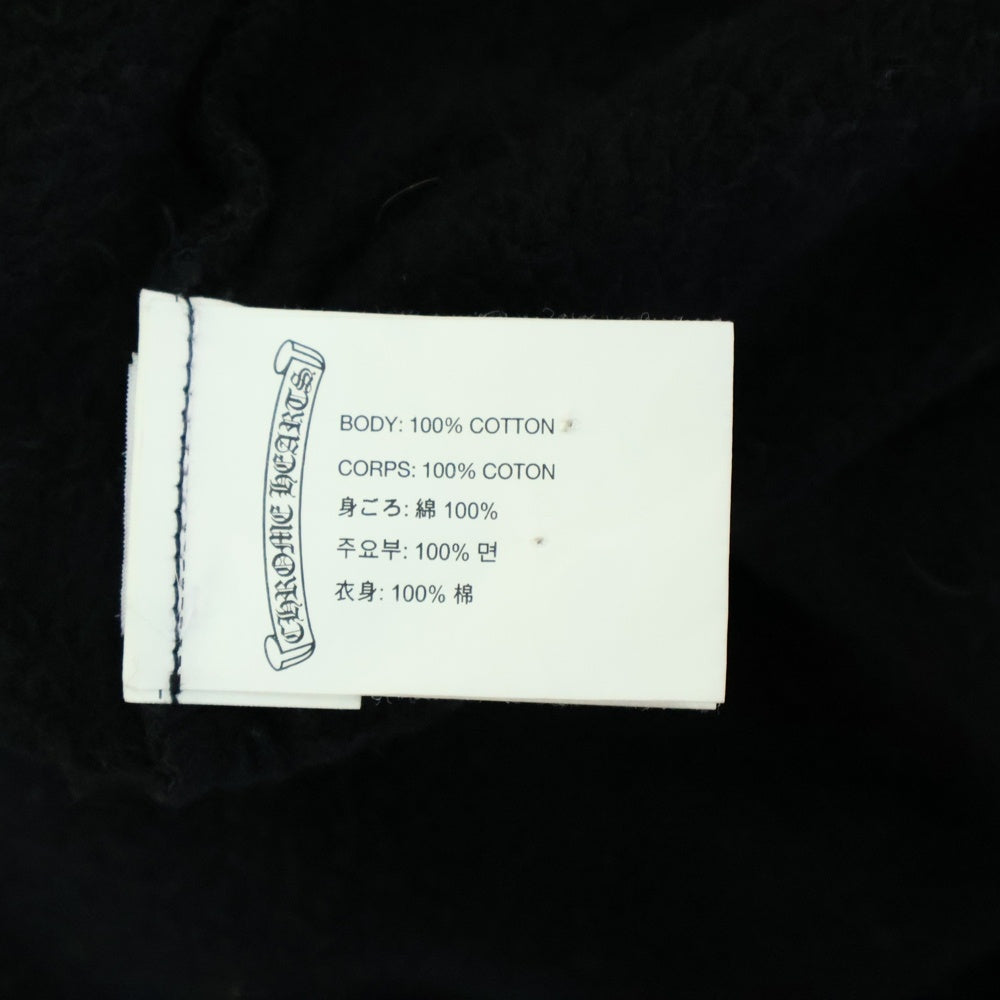 CHROME HEARTS
BODY: 100% COTTON
CORPS: 100% COTON
身ごろ: 綿 100%
주요부: 100% 면
衣身: 100% 棉